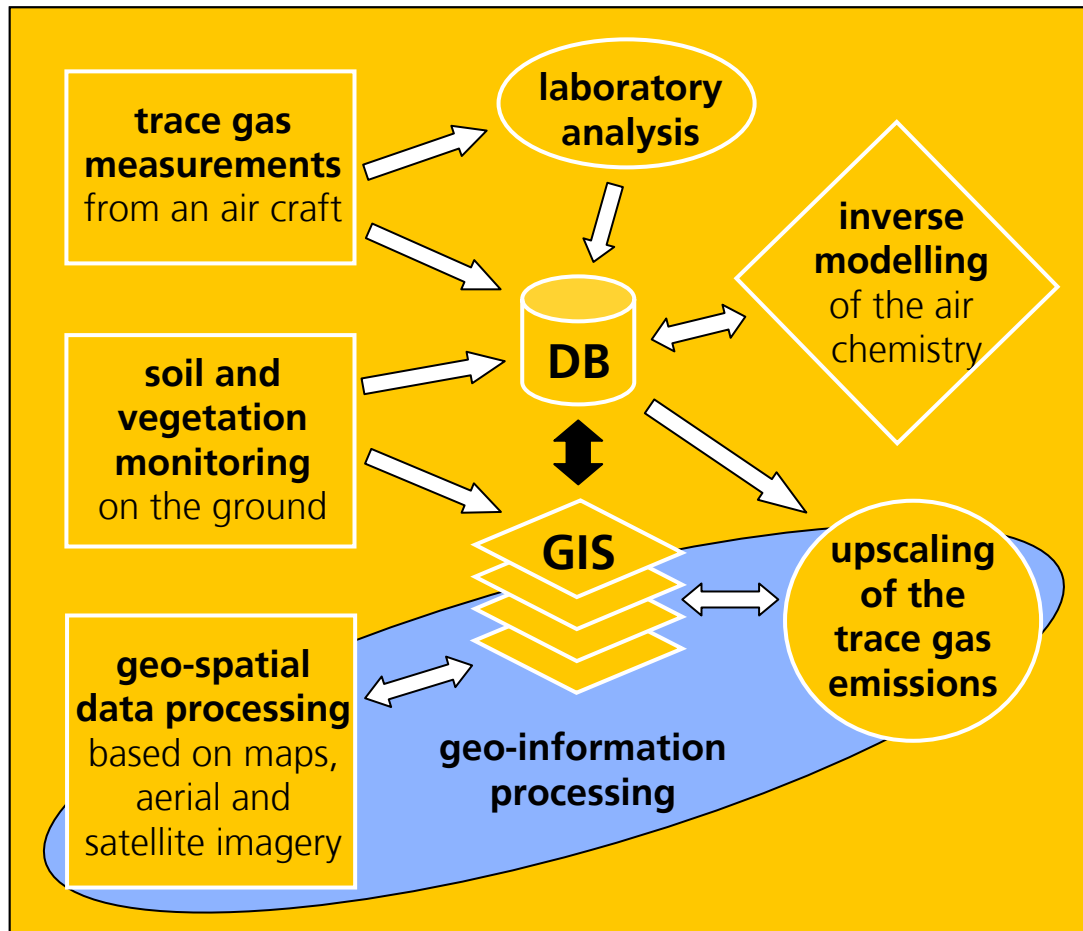 trace gas
measurements
from an air craft
laboratory
analysis
inverse
modelling
of the air
chemistry
DB
soil and
vegetation
monitoring
on the ground
GIS
upscaling
of the
trace gas
emissions
geo-spatial
data processing
based on maps,
aerial and
satellite imagery
geo-information
processing